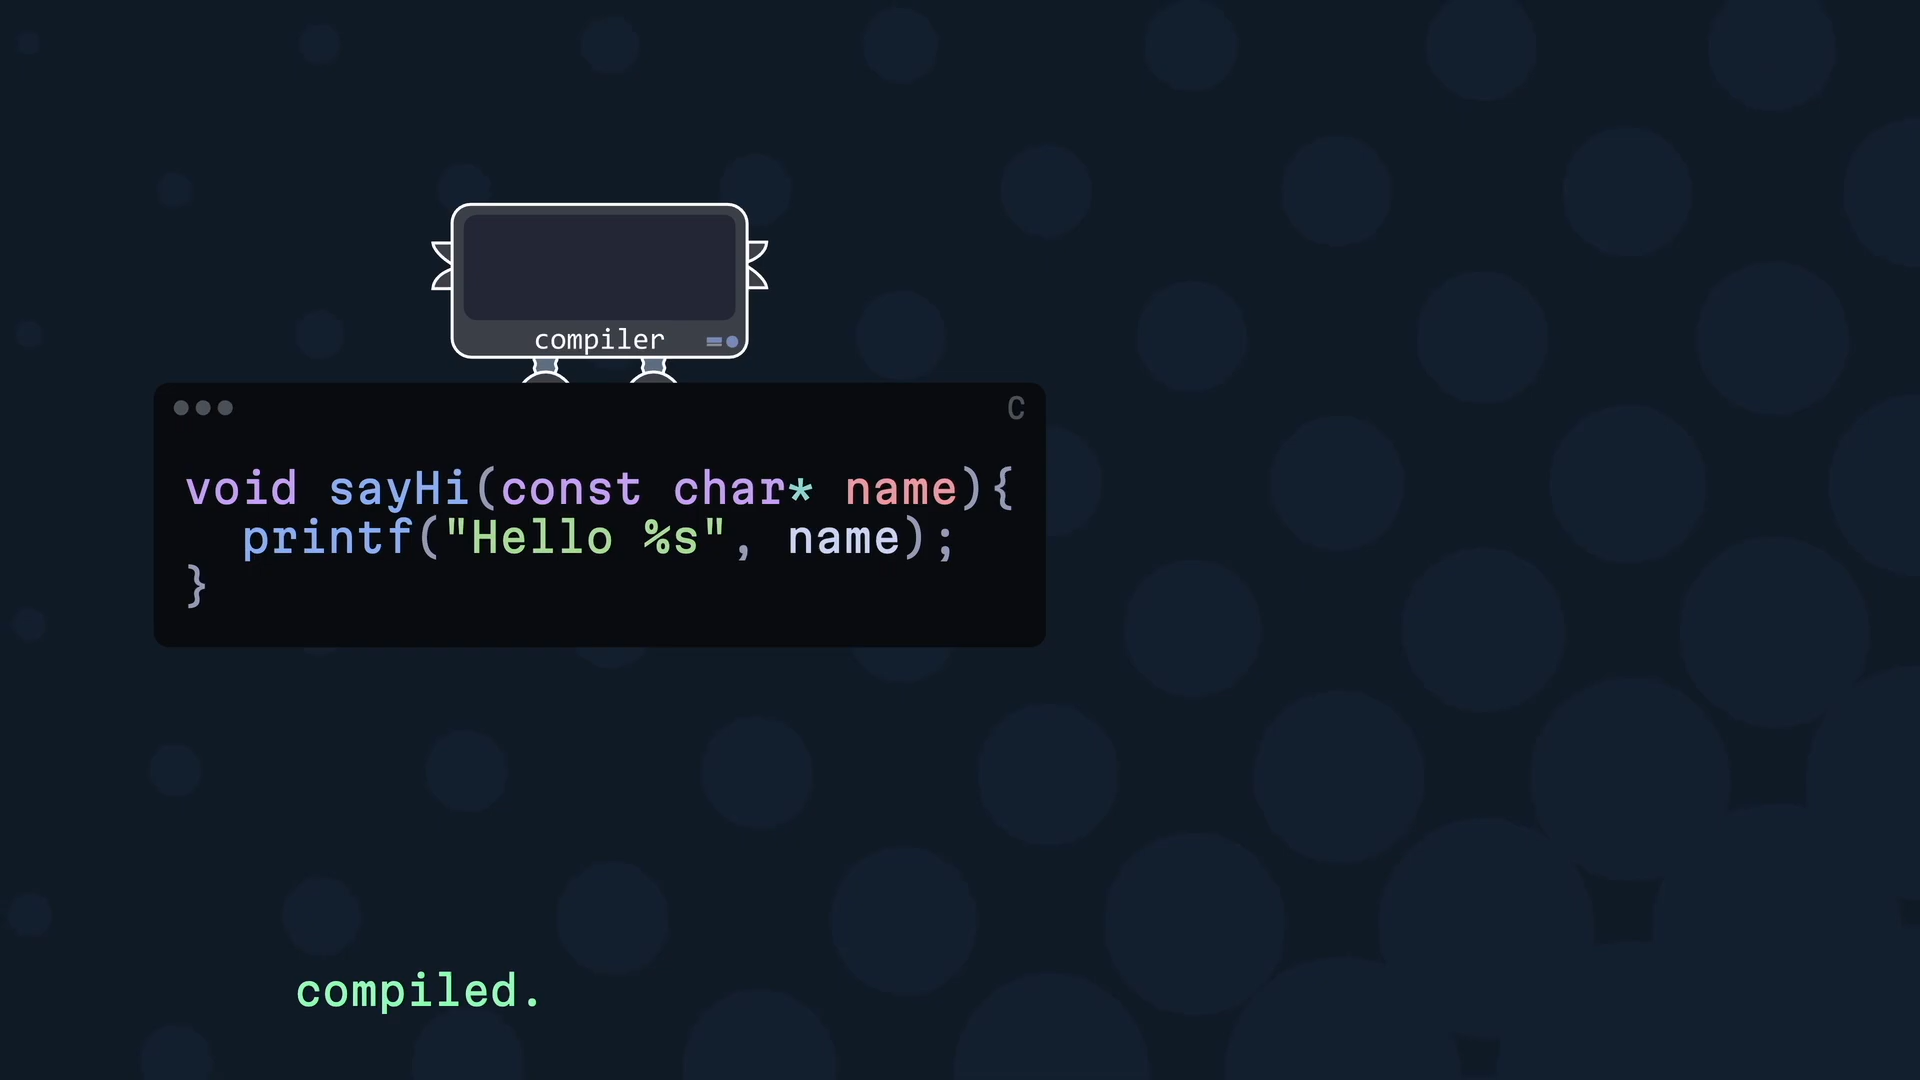 compiler
C
void sayHi(const char* name){
  printf("Hello %s", name);
}
compiled.